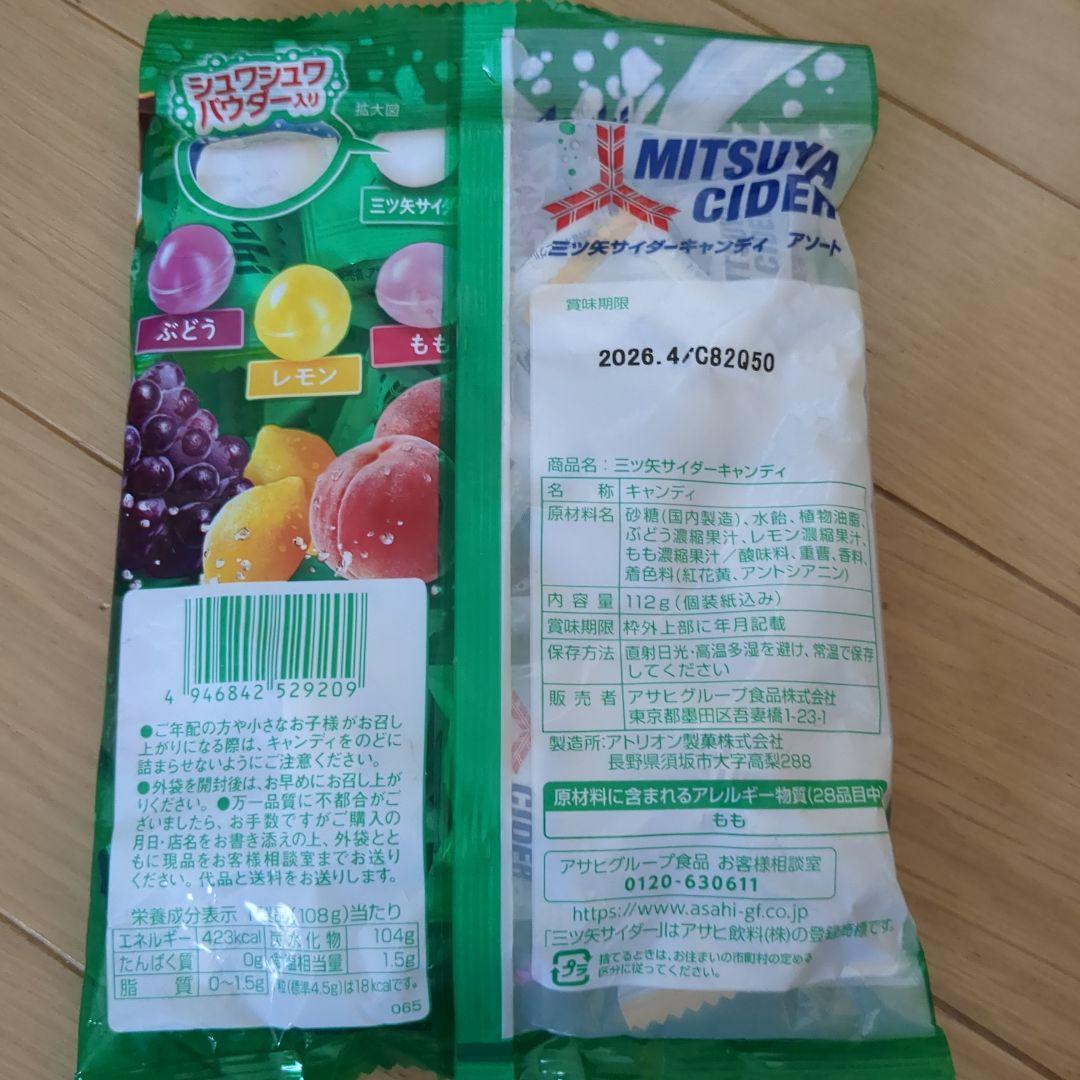 シュワシュワ
パウダー入り
拡大図
三ツ矢サイダ
ぶどう
レモン
もも
4 946842 529209
●ご年配の方や小さなお子様がお召し
上がりになる際は、キャンディをのどに
詰まらせないようにご注意ください。
●外袋を開封後は、お早めにお召し上が
りください。●万一品質に不都合がご
ざいましたら、お手数ですがご購入の
月日・店名をお書き添えの上、外袋とと
もに現品をお客様相談室までお送り
ください。代品と送料をお送りします。
栄養成分表示 1 (108g)当たり
エネルギー 423kcal 炭水化物 104g
たんぱく質 0g 食塩相当量 1.5g
脂質 0〜1.5g 粒(標準4.5g)は18kcalです。
065
MITSUYA
CIDER
三ツ矢サイダーキャンディ アソート
賞味期限
2026.4/C82Q50
商品名:三ツ矢サイダーキャンディ
名称 キャンディ
原材料名 砂糖(国内製造)、水飴、植物油脂、
ぶどう濃縮果汁、レモン濃縮果汁、
もも濃縮果汁/酸味料、重曹、香料、
着色料(紅花黄、アントシアニン)
内容量 112g(個装紙込み)
賞味期限 枠外上部に年月記載
保存方法 直射日光・高温多湿を避け、常温で保存
してください
販売者 アサヒグループ食品株式会社
東京都墨田区吾妻橋1-23-1
製造所:アトリオン製菓株式会社
長野県須坂市大字高梨288
原材料に含まれるアレルギー物質(28品目中)
もも
アサヒグループ食品 お客様相談室
0120-630611
https://www.asahi-gf.co.jp
「三ツ矢サイダー」はアサヒ飲料(株)の登録商標です。
プラ
捨てるときは、お住まいの市町村の定める
区分に従ってください。
CIDER